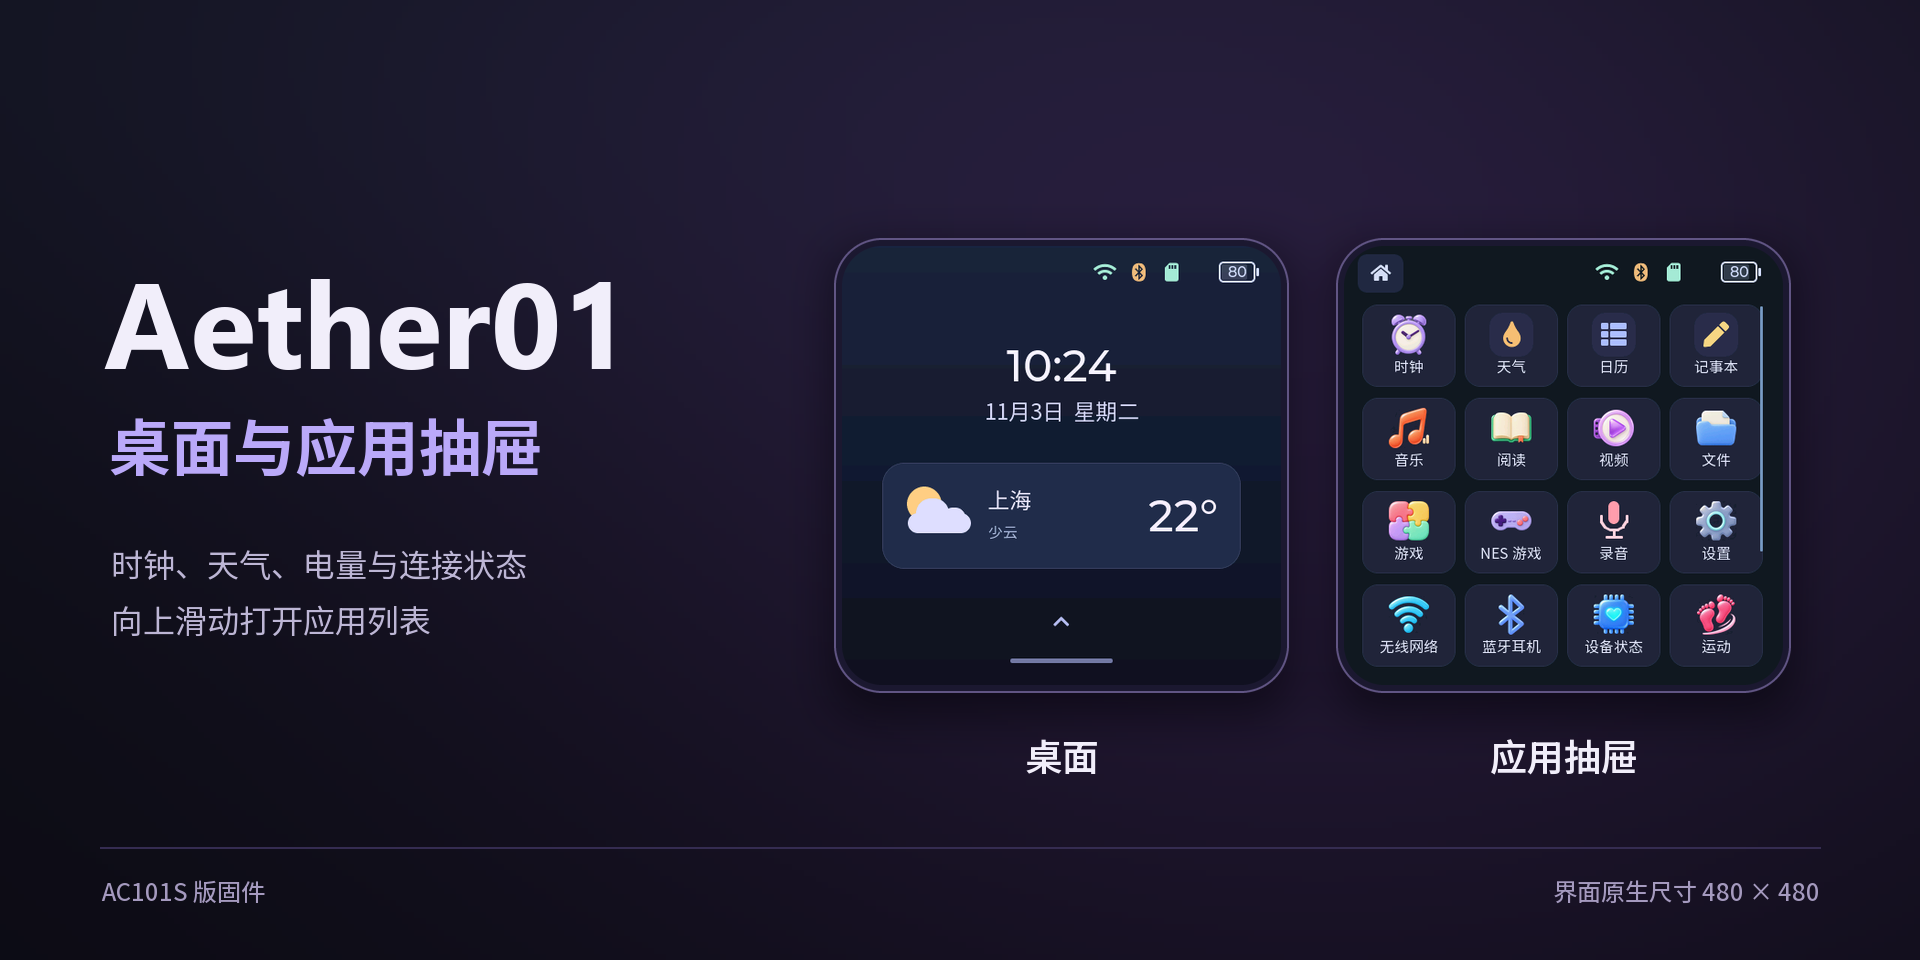 Aether01
桌面与应用抽屉
时钟、天气、电量与连接状态
向上滑动打开应用列表
80
10:24
11月3日 星期二
上海
少云
22°
桌面
80
时钟
天气
日历
记事本
音乐
阅读
视频
文件
游戏
NES 游戏
录音
设置
无线网络
蓝牙耳机
设备状态
运动
应用抽屉
AC101S 版固件
界面原生尺寸 480 × 480